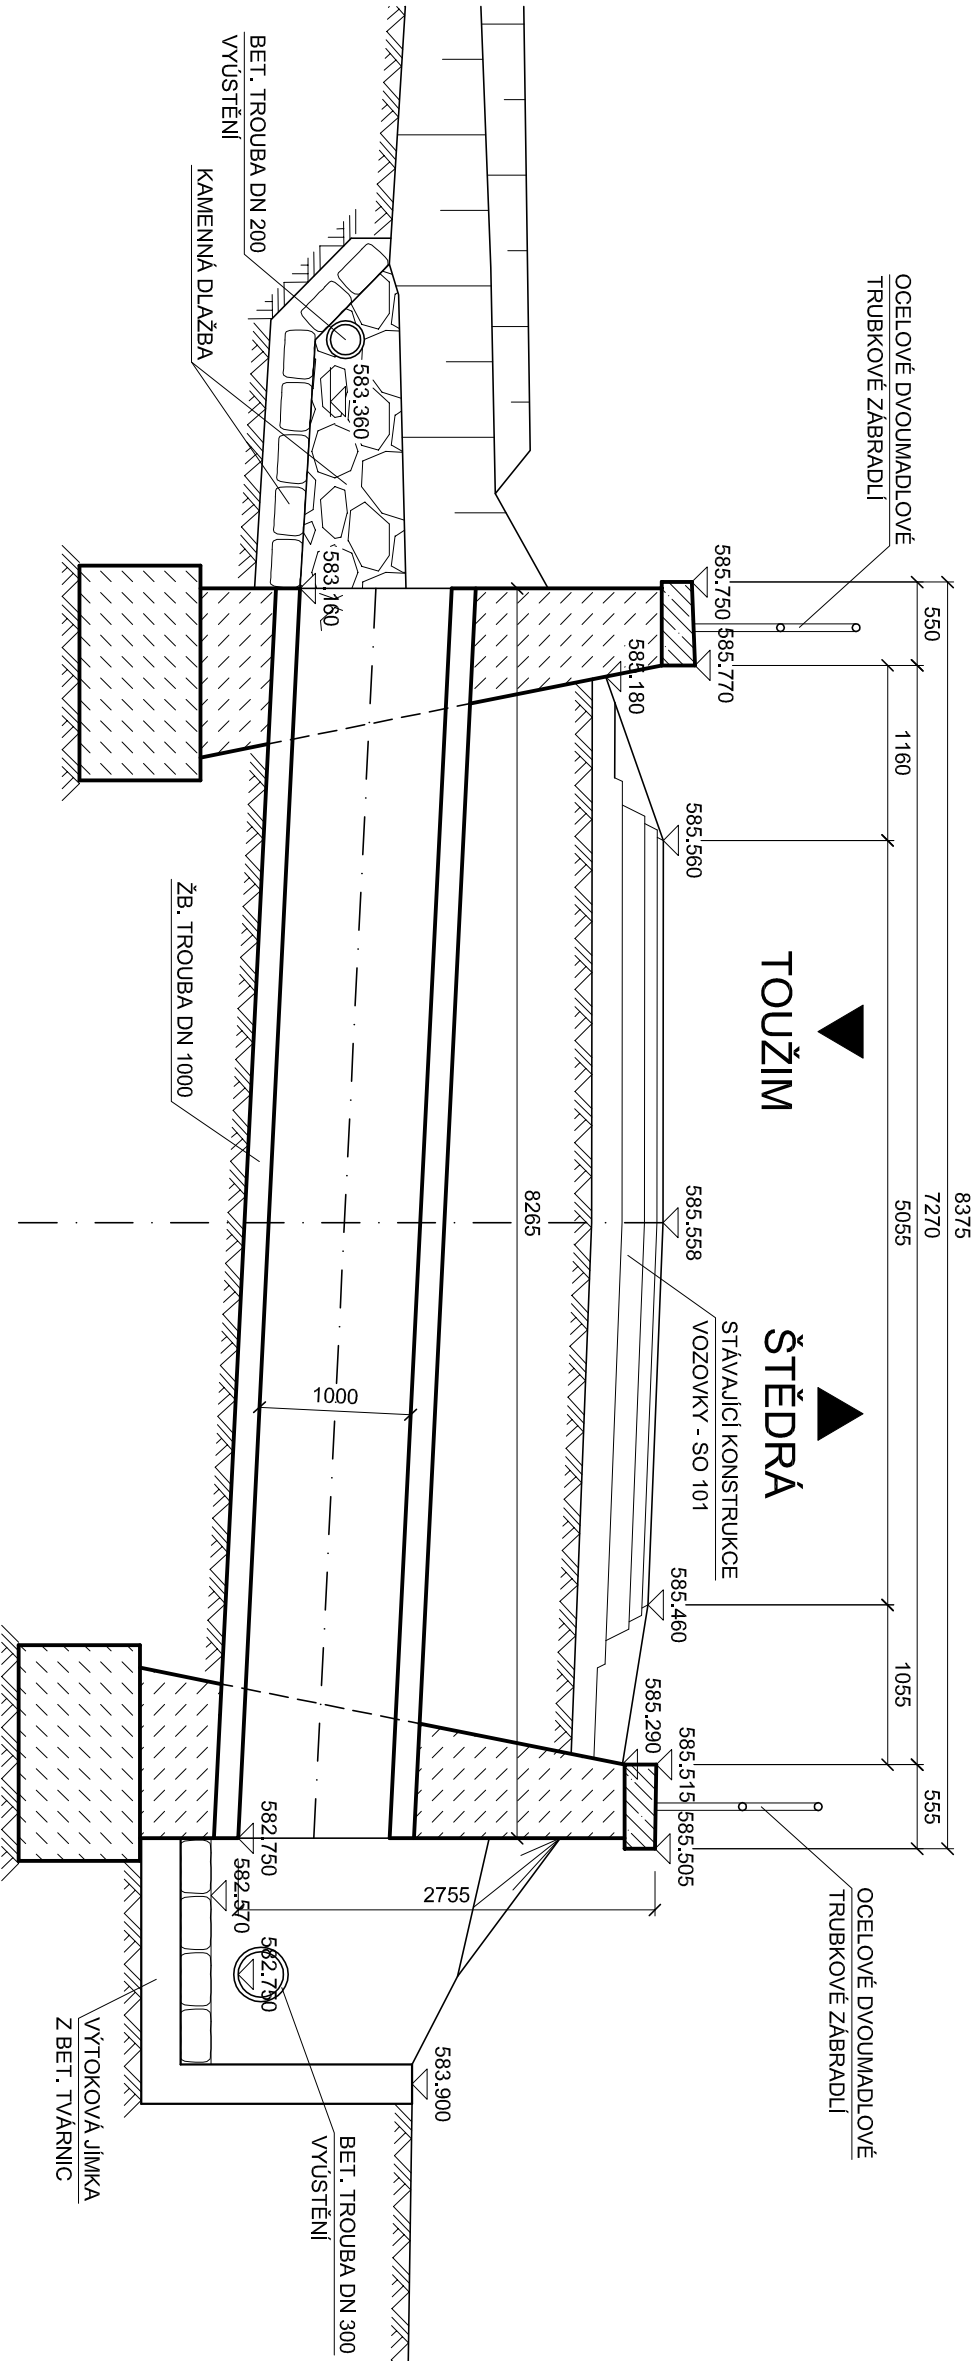 8375
7270
550
1160
5055
1055
555
OCELOVÉ DVOUMADLOVÉ
TRUBKOVÉ ZÁBRADLÍ
TOUŽIM
ŠTĚDRÁ
OCELOVÉ DVOUMADLOVÉ
TRUBKOVÉ ZÁBRADLÍ
585.750
585.770
585.180
585.560
585.558
STÁVAJÍCÍ KONSTRUKCE
VOZOVKY - SO 101
585.460
585.290
585.515
585.505
8265
1000
2755
BET. TROUBA DN 200
VYÚSTĚNÍ
KAMENNÁ DLAŽBA
583.360
583.160
ŽB. TROUBA DN 1000
582.750
582.570
582.750
583.900
BET. TROUBA DN 300
VYÚSTĚNÍ
VÝTOKOVÁ JÍMKA
Z BET. TVÁRNIC